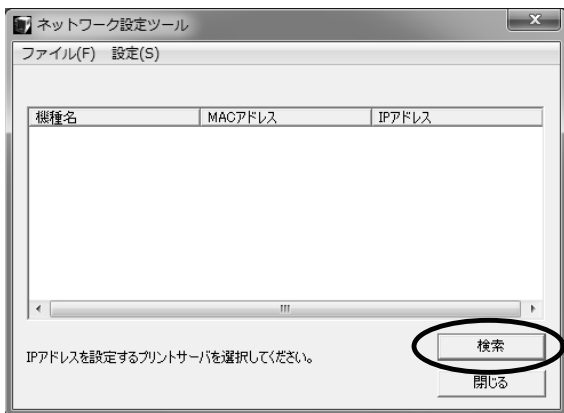 ネットワーク設定ツール
ファイル(F) 設定(S)
機種名 MACアドレス IPアドレス
IPアドレスを設定するプリントサーバを選択してください。
検索
閉じる